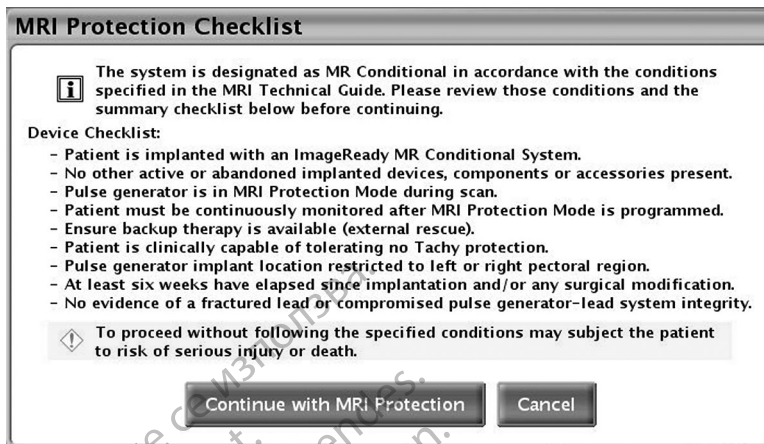 MRI Protection Checklist
The system is designated as MR Conditional in accordance with the conditions
specified in the MRI Technical Guide. Please review those conditions and the
summary checklist below before continuing.
Device Checklist:
- Patient is implanted with an ImageReady MR Conditional System.
- No other active or abandoned implanted devices, components or accessories present.
- Pulse generator is in MRI Protection Mode during scan.
- Patient must be continuously monitored after MRI Protection Mode is programmed.
- Ensure backup therapy is available (external rescue).
- Patient is clinically capable of tolerating no Tachy protection.
- Pulse generator implant location restricted to left or right pectoral region.
- At least six weeks have elapsed since implantation and/or any surgical modification.
- No evidence of a fractured lead or compromised pulse generator-lead system integrity.
To proceed without following the specified conditions may subject the patient
to risk of serious injury or death.
Continue with MRI Protection
Cancel
се използва.